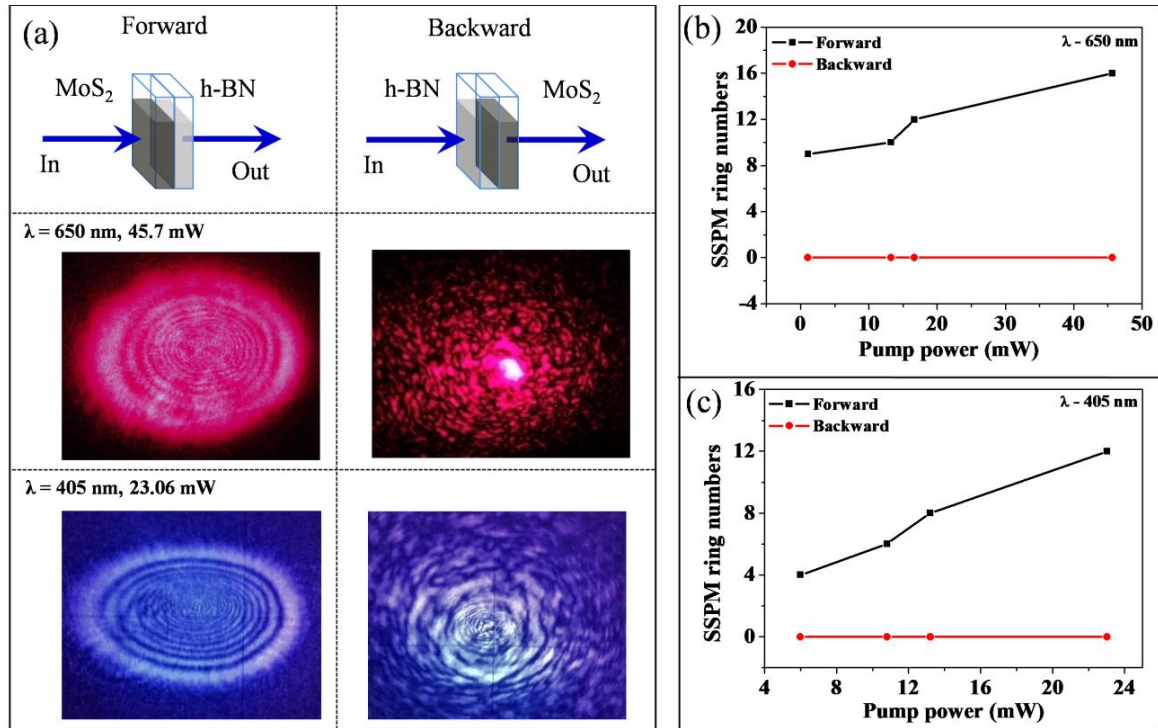 (a)
Forward
Backward
MoS2
h-BN
In
Out
h-BN
MoS2
In
Out
λ = 650 nm, 45.7 mW
λ = 405 nm, 23.06 mW
(b)
Forward
Backward
λ - 650 nm
SSPM ring numbers
20
16
12
8
4
0
-4
0
10
20
30
40
50
Pump power (mW)
(c)
Forward
Backward
λ - 405 nm
SSPM ring numbers
16
12
8
4
0
4
8
12
16
20
24
Pump power (mW)